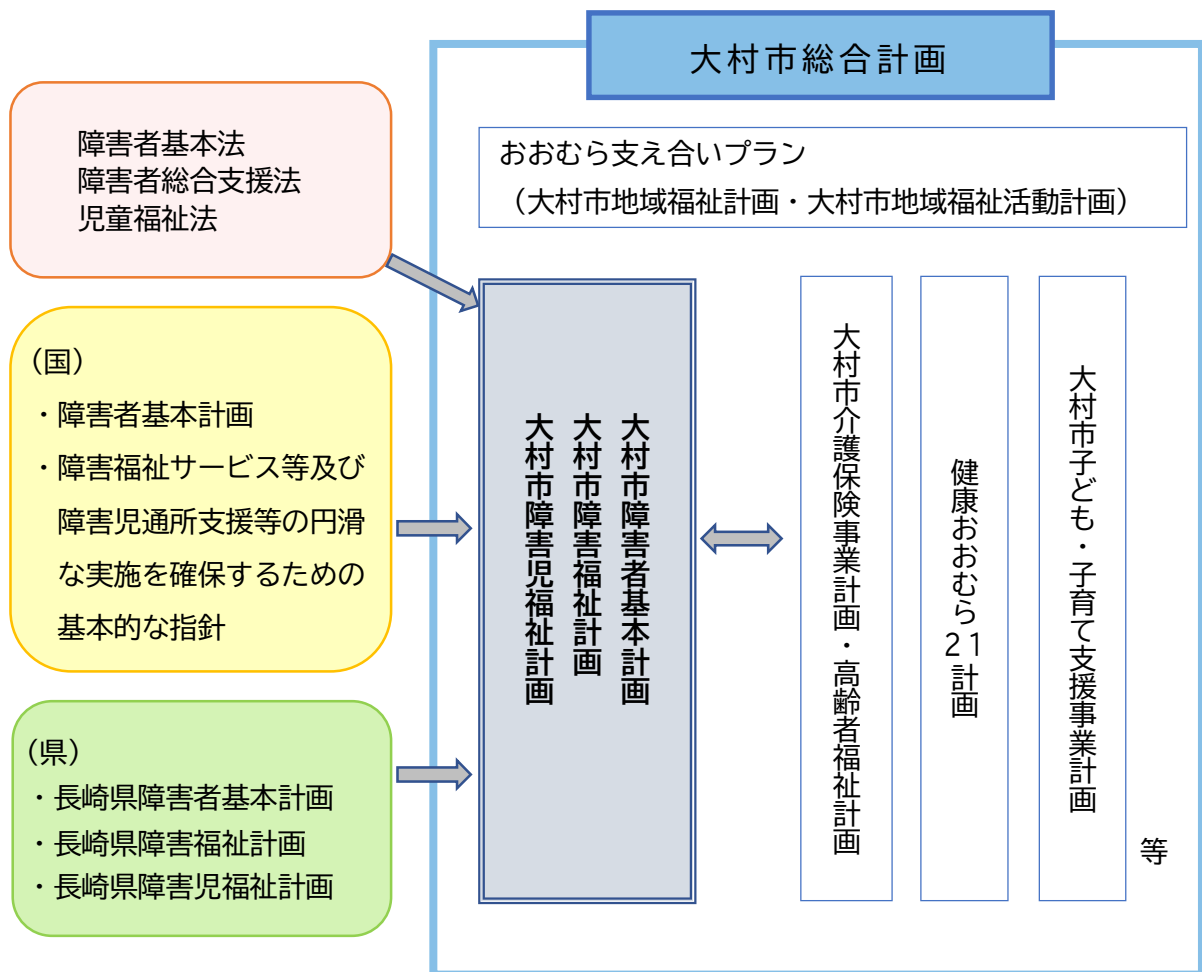 大村市総合計画
おおむら支え合いプラン
（大村市地域福祉計画・大村市地域福祉活動計画）
障害者基本法
障害者総合支援法
児童福祉法
（国）
・障害者基本計画
・障害福祉サービス等及び
障害児通所支援等の円滑
な実施を確保するための
基本的な指針
（県）
・長崎県障害者基本計画
・長崎県障害福祉計画
・長崎県障害児福祉計画
大村市障害者基本計画
大村市障害福祉計画
大村市障害児福祉計画
大村市介護保険事業計画・高齢者福祉計画
健康おおむら21計画
大村市子ども・子育て支援事業計画
等